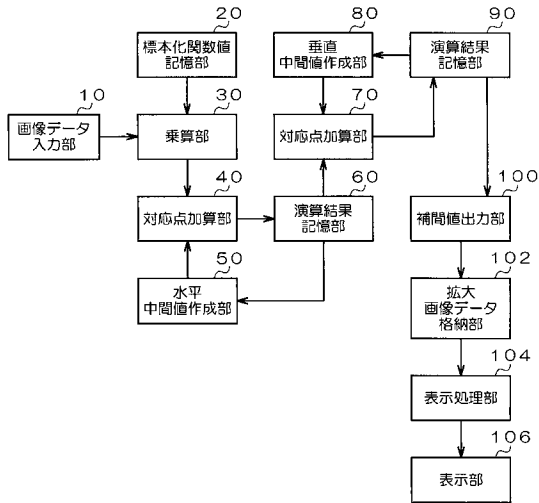 20
標本化関数値
記憶部
80
垂直
中間値作成部
90
演算結果
記憶部
10
画像データ
入力部
30
乗算部
70
対応点加算部
40
対応点加算部
60
演算結果
記憶部
100
補間値出力部
50
水平
中間値作成部
102
拡大
画像データ
格納部
104
表示処理部
106
表示部